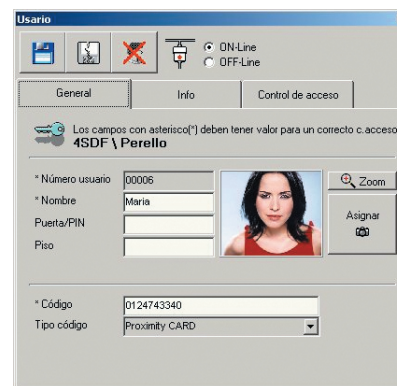 Usario
ON-Line
OFF-Line
General Info Control de acceso
Los campos con asterisco(*) deben tener valor para un correcto c.acceso
4SDF \ Perello
* Número usuario 00006
Zoom
* Nombre Maria
Asignar
Puerta/PIN
Piso
* Código 0124743340
Tipo código Proximity CARD